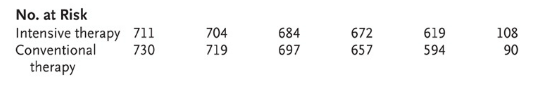 No. at Risk
Intensive therapy 711 704 684 672 619 108
Conventional 730 719 697 657 594 90
therapy